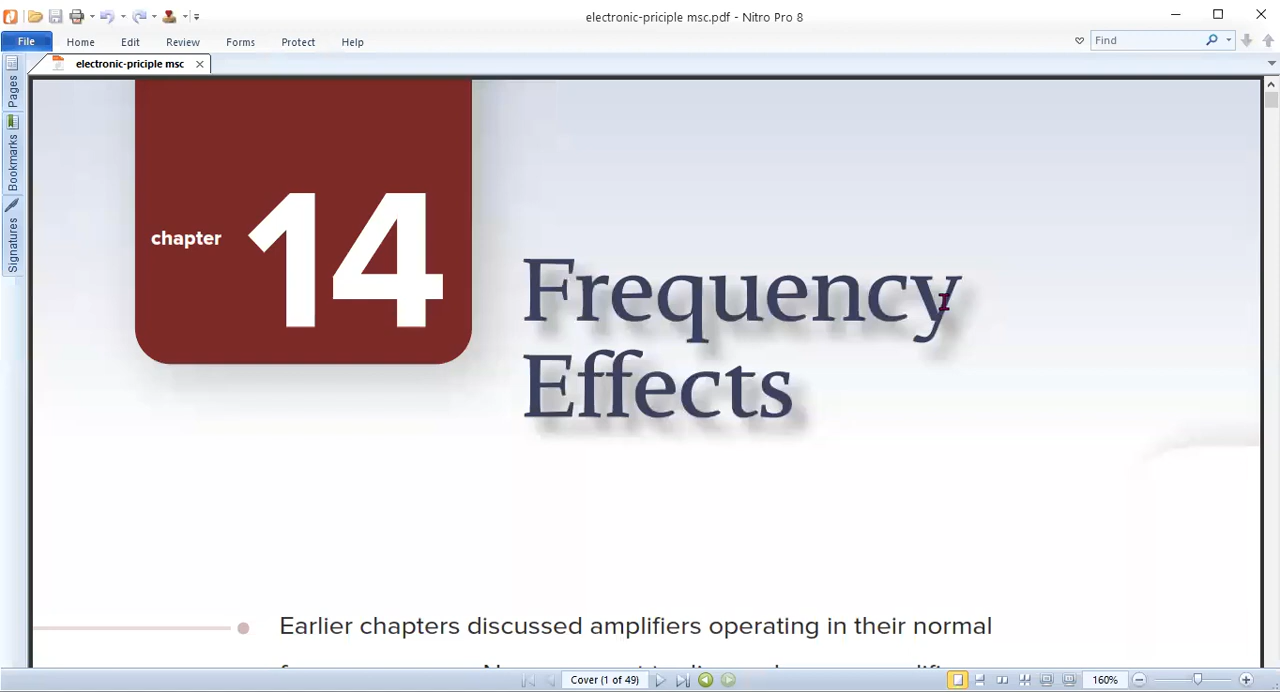 electronic-priciple msc.pdf - Nitro Pro 8
File Home Edit Review Forms Protect Help
Find
electronic-priciple msc
Pages
Bookmarks
Signatures
chapter 14
Frequency
Effects
Earlier chapters discussed amplifiers operating in their normal
Cover (1 of 49)
160%